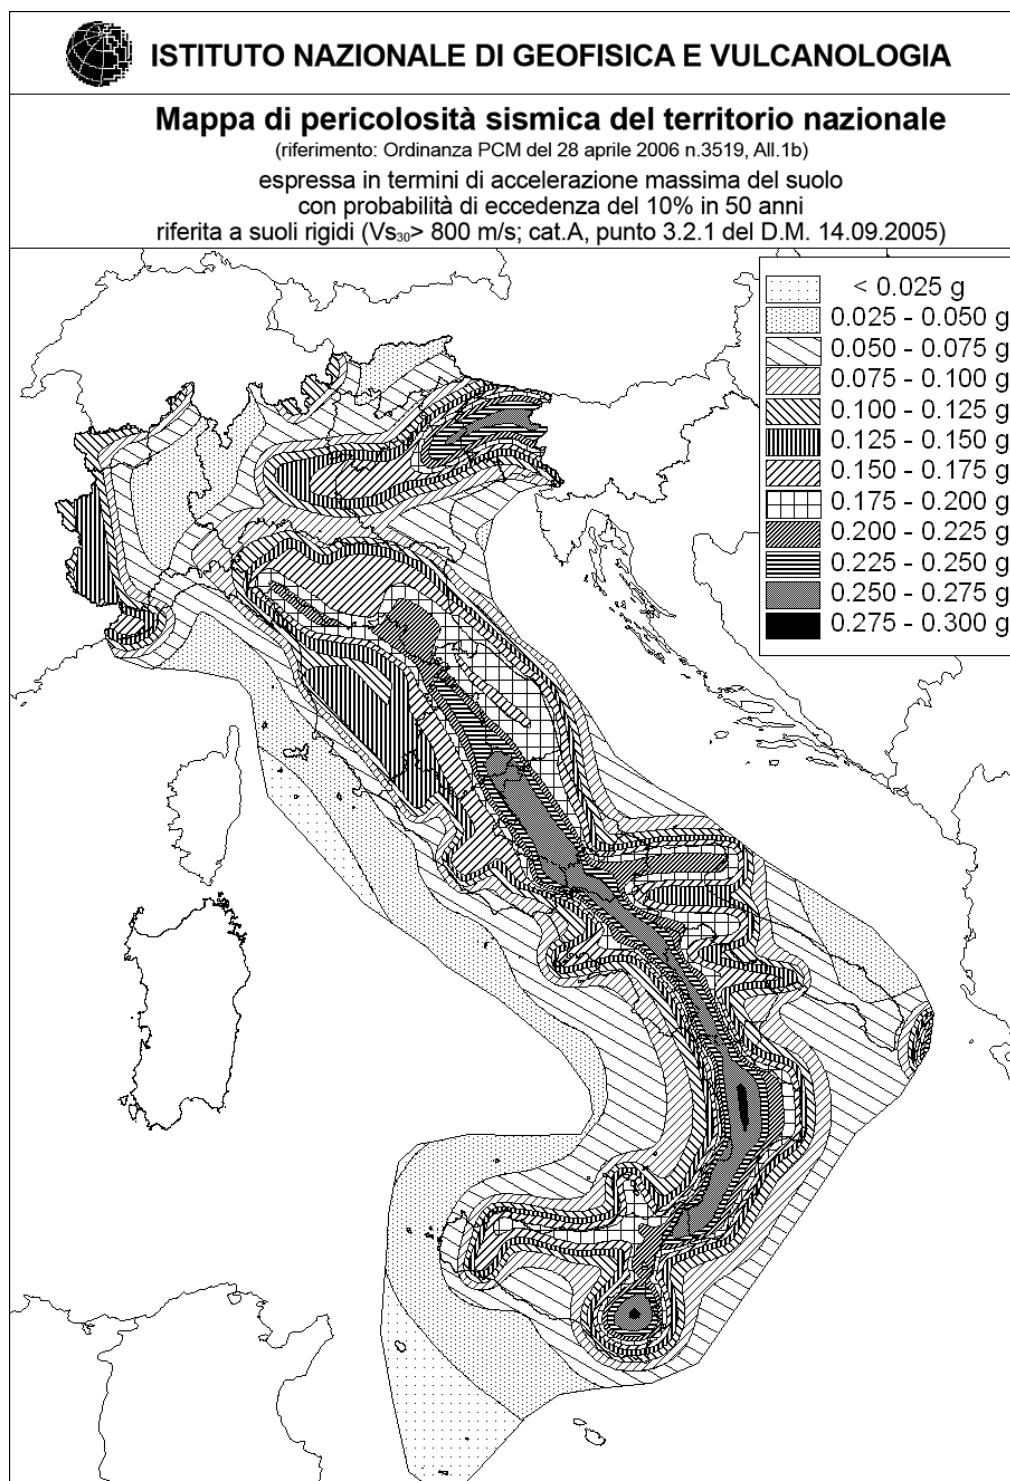 ISTITUTO NAZIONALE DI GEOFISICA E VULCANOLOGIA
Mappa di pericolosità sismica del territorio nazionale
(riferimento: Ordinanza PCM del 28 aprile 2006 n.3519, All.1b)
espressa in termini di accelerazione massima del suolo
con probabilità di eccedenza del 10% in 50 anni
riferita a suoli rigidi (Vs30> 800 m/s; cat.A, punto 3.2.1 del D.M. 14.09.2005)
< 0.025 g
0.025 - 0.050 g
0.050 - 0.075 g
0.075 - 0.100 g
0.100 - 0.125 g
0.125 - 0.150 g
0.150 - 0.175 g
0.175 - 0.200 g
0.200 - 0.225 g
0.225 - 0.250 g
0.250 - 0.275 g
0.275 - 0.300 g